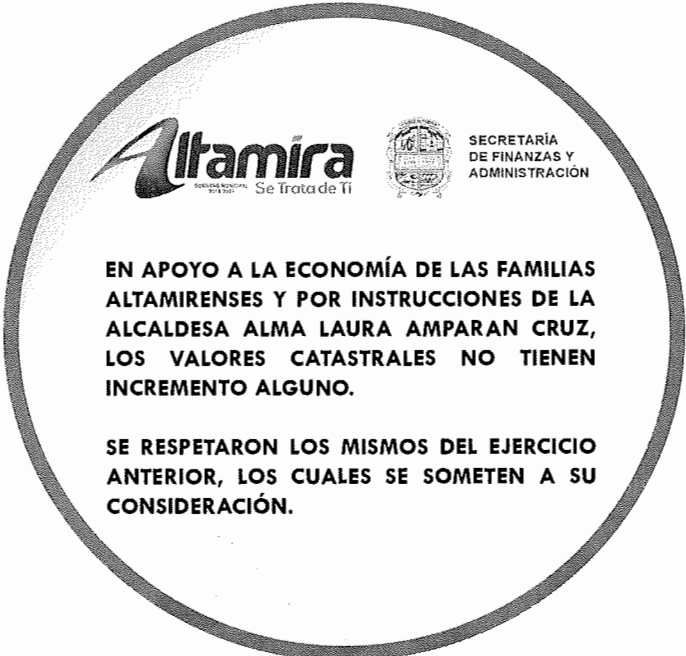 Altamira
Se Trata de Ti
SECRETARÍA
DE FINANZAS Y
ADMINISTRACIÓN
EN APOYO A LA ECONOMÍA DE LAS FAMILIAS
ALTAMIRENSES Y POR INSTRUCCIONES DE LA
ALCALDESA ALMA LAURA AMPARAN CRUZ,
LOS VALORES CATASTRALES NO TIENEN
INCREMENTO ALGUNO.
SE RESPETARON LOS MISMOS DEL EJERCICIO
ANTERIOR, LOS CUALES SE SOMETEN A SU
CONSIDERACIÓN.